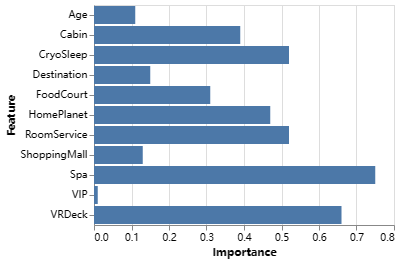 Feature
Age
Cabin
CryoSleep
Destination
FoodCourt
HomePlanet
RoomService
ShoppingMall
Spa
VIP
VRDeck
0.0 0.1 0.2 0.3 0.4 0.5 0.6 0.7 0.8
Importance